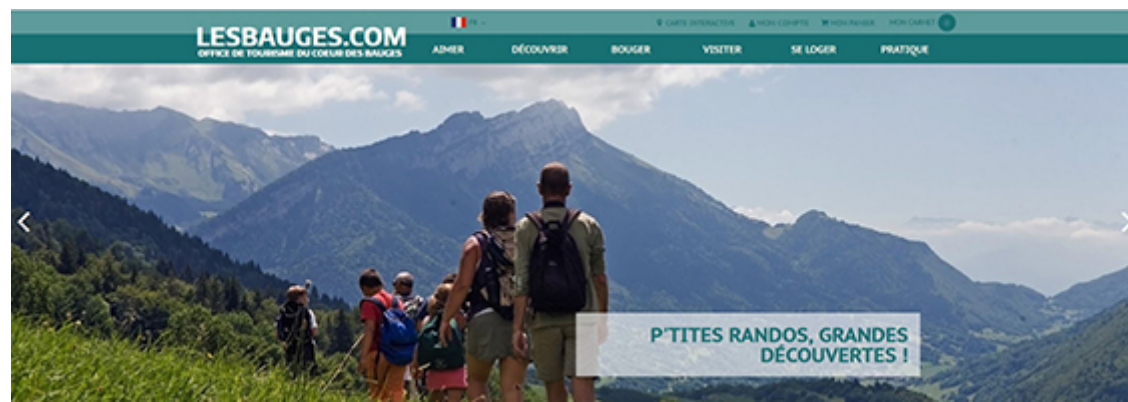 FR
CARTE INTERACTIVE MON COMPTE MON PANIER MON CARNET
LESBAUGES.COM
OFFICE DE TOURISME DU COEUR DES BAUGES
AIMER DÉCOUVRIR BOUGER VISITER SE LOGER PRATIQUE
P'TITES RANDOS, GRANDES
DÉCOUVERTES !